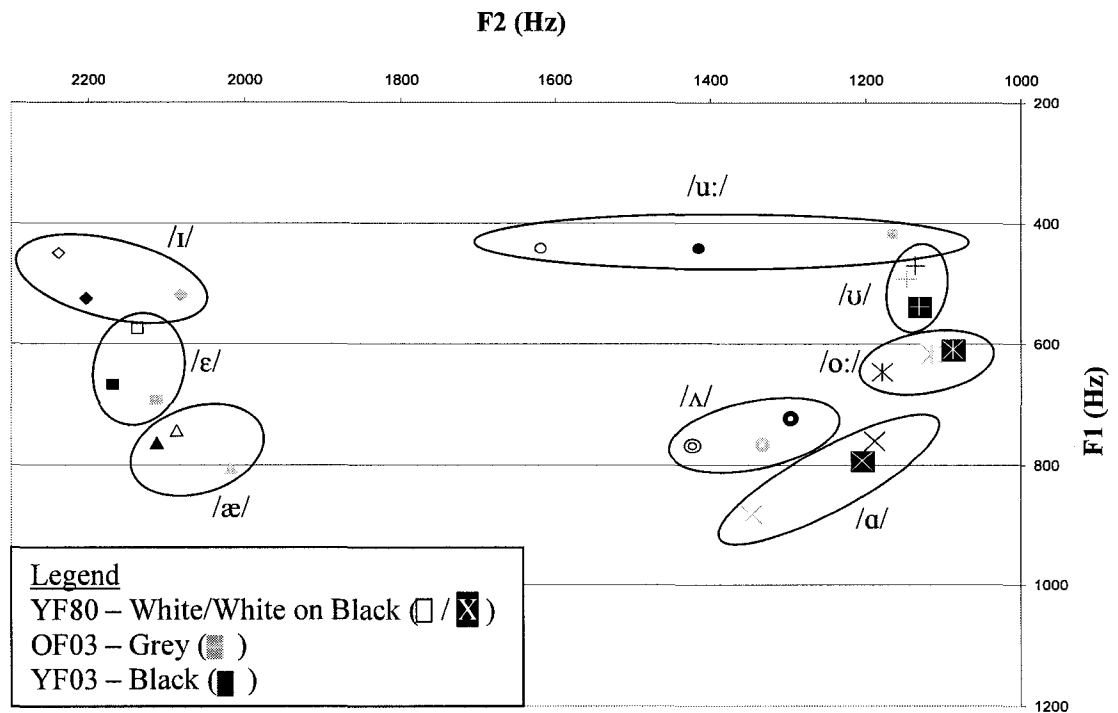 F2 (Hz)
2200 2000 1800 1600 1400 1200 1000
200
/u:/
400
/ɪ/
/ʊ/
600
/ɛ/
/o:/
/ʌ/
F1 (Hz)
800
/æ/
/ɑ/
1000
Legend
YF80 – White/White on Black (□ / X )
OF03 – Grey (■ )
YF03 – Black (■ )
1200